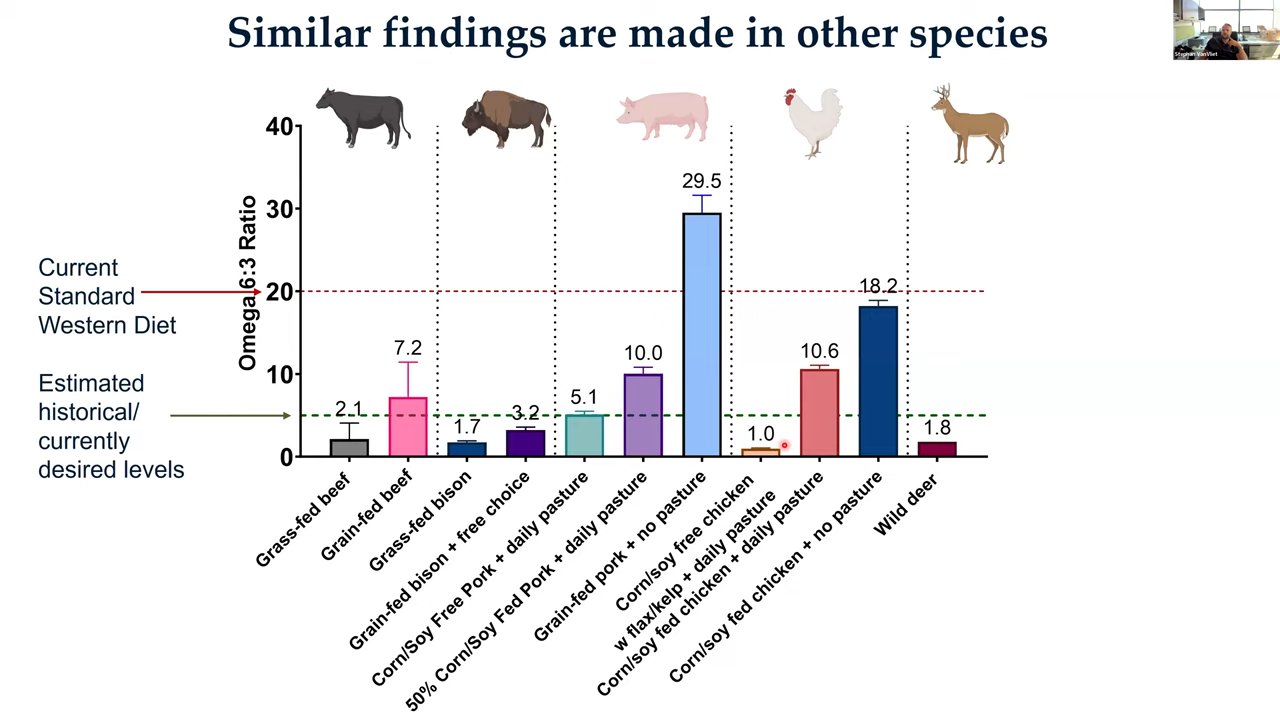 Similar findings are made in other species
Stephan VanVliet
Current
Standard
Western Diet
Estimated
historical/
currently
desired levels
Omega 6:3 Ratio
40
30
20
10
0
2.1
7.2
1.7
3.2
5.1
10.0
29.5
1.0
10.6
18.2
1.8
Grass-fed beef
Grain-fed beef
Grass-fed bison
Grain-fed bison + free choice
Corn/Soy Free Pork + daily pasture
50% Corn/Soy Fed Pork + daily pasture
Grain-fed pork + no pasture
Corn/soy free chicken
w flax/kelp + daily pasture
Corn/soy fed chicken + daily pasture
Corn/soy fed chicken + no pasture
Wild deer